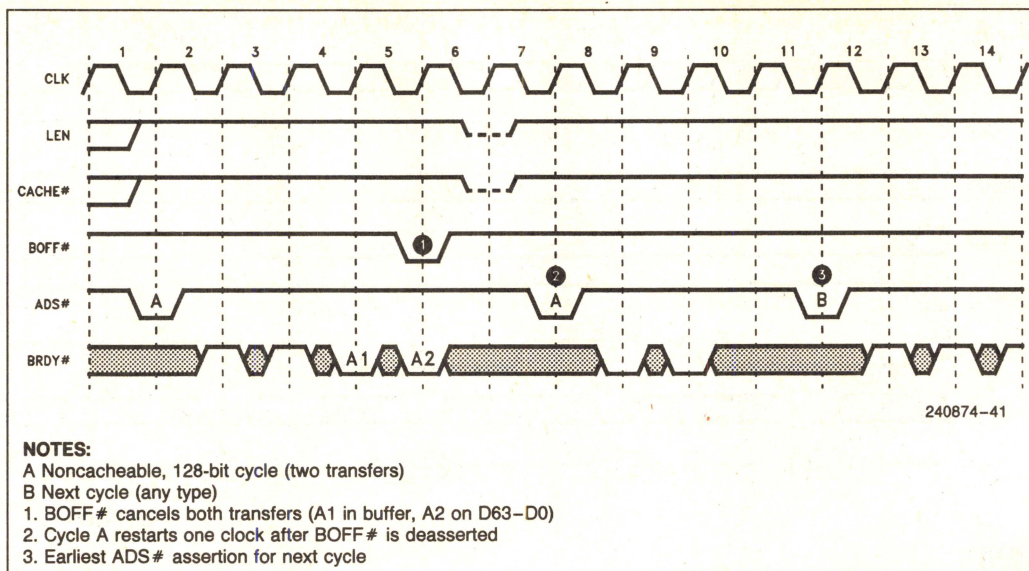 1 2 3 4 5 6 7 8 9 10 11 12 13 14
CLK
LEN
CACHE#
BOFF# 1
2 3
ADS# A A B
BRDY# A1 A2
240874-41
NOTES:
A Noncacheable, 128-bit cycle (two transfers)
B Next cycle (any type)
1. BOFF# cancels both transfers (A1 in buffer, A2 on D63–D0)
2. Cycle A restarts one clock after BOFF# is deasserted
3. Earliest ADS# assertion for next cycle